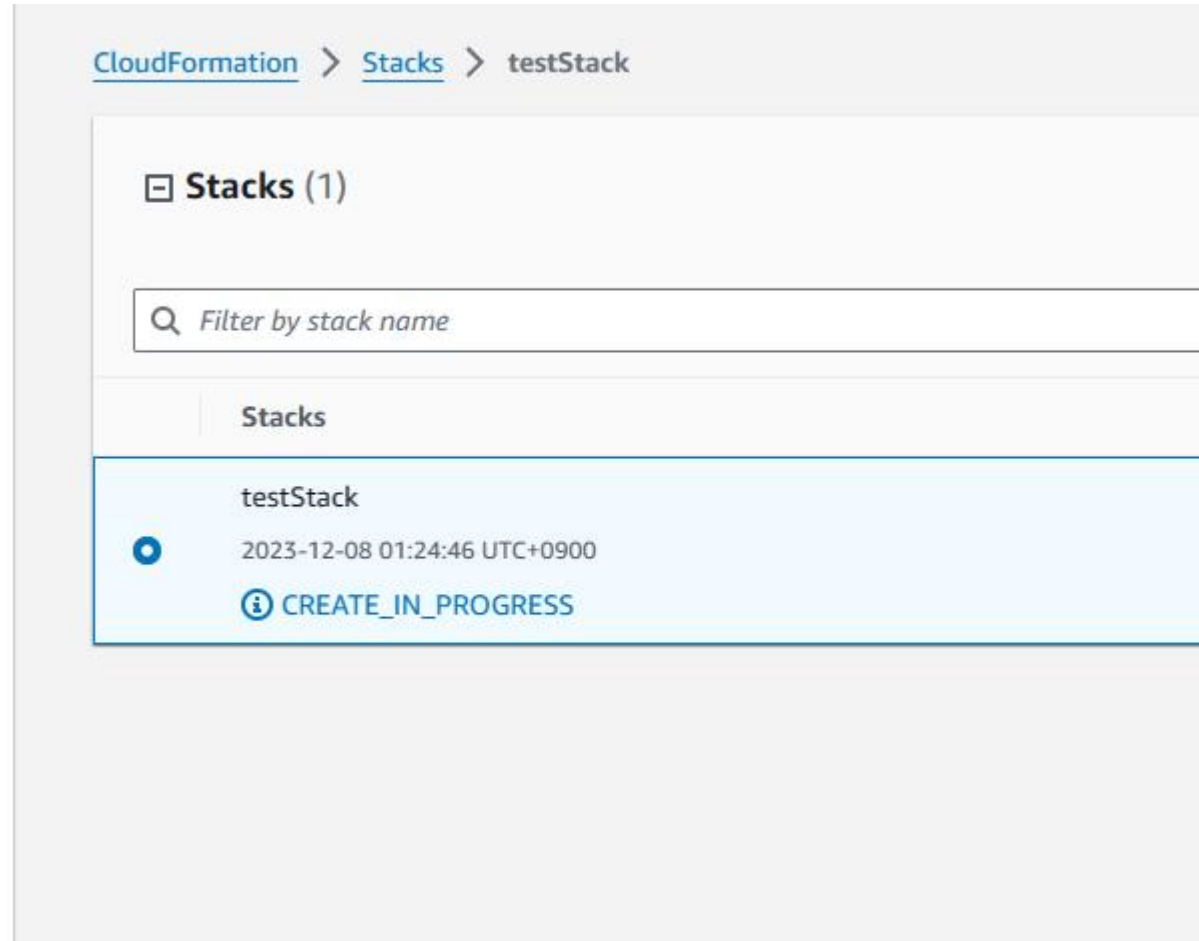 CloudFormation > Stacks > testStack
Stacks (1)
Filter by stack name
Stacks
testStack
2023-12-08 01:24:46 UTC+0900
CREATE_IN_PROGRESS